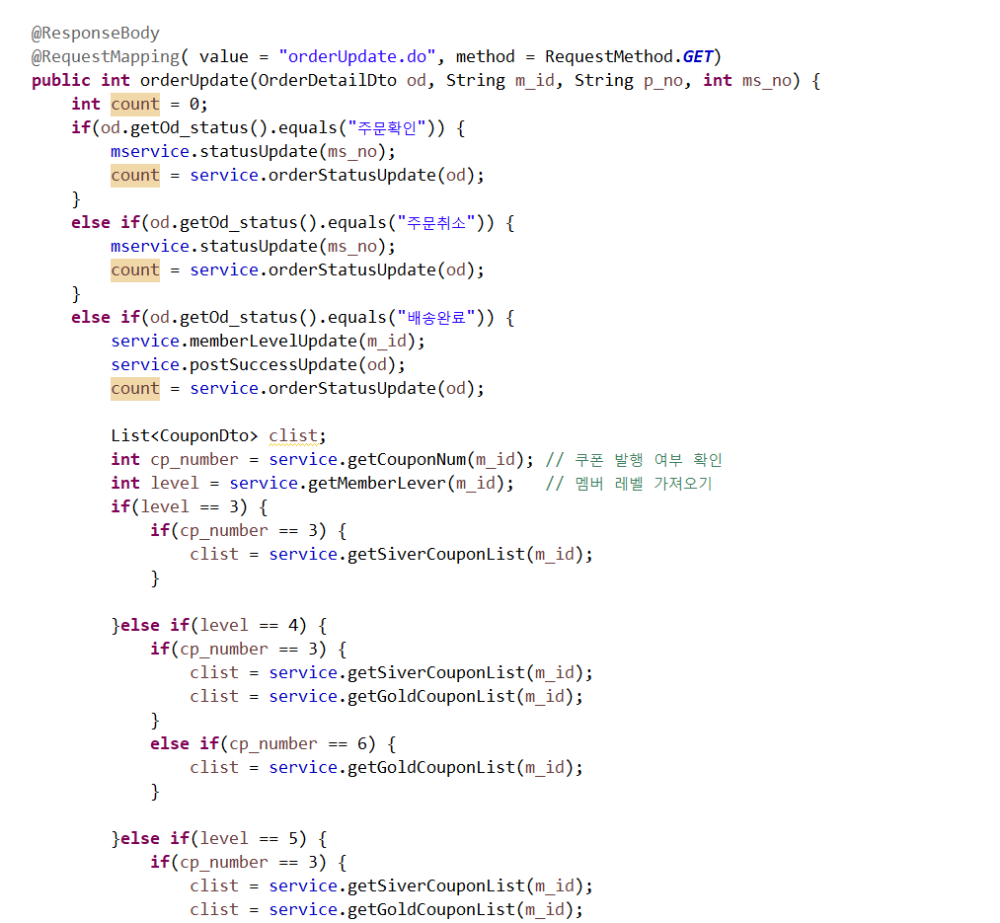 @ResponseBody
@RequestMapping( value = "orderUpdate.do", method = RequestMethod.GET)
public int orderUpdate(OrderDetailDto od, String m_id, String p_no, int ms_no) {
    int count = 0;
    if(od.getOd_status().equals("주문확인")) {
        mservice.statusUpdate(ms_no);
        count = service.orderStatusUpdate(od);
    }
    else if(od.getOd_status().equals("주문취소")) {
        mservice.statusUpdate(ms_no);
        count = service.orderStatusUpdate(od);
    }
    else if(od.getOd_status().equals("배송완료")) {
        service.memberLevelUpdate(m_id);
        service.postSuccessUpdate(od);
        count = service.orderStatusUpdate(od);

        List<CouponDto> clist;
        int cp_number = service.getCouponNum(m_id); // 쿠폰 발행 여부 확인
        int level = service.getMemberLever(m_id);   // 멤버 레벨 가져오기
        if(level == 3) {
            if(cp_number == 3) {
                clist = service.getSiverCouponList(m_id);
            }

        }else if(level == 4) {
            if(cp_number == 3) {
                clist = service.getSiverCouponList(m_id);
                clist = service.getGoldCouponList(m_id);
            }
            else if(cp_number == 6) {
                clist = service.getGoldCouponList(m_id);
            }

        }else if(level == 5) {
            if(cp_number == 3) {
                clist = service.getSiverCouponList(m_id);
                clist = service.getGoldCouponList(m_id);